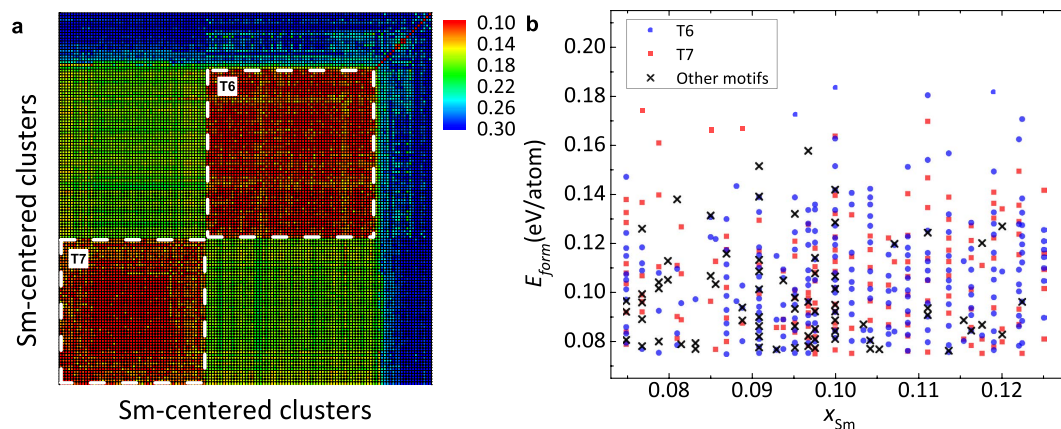 a
T6
T7
Sm-centered clusters
Sm-centered clusters
0.10
0.14
0.18
0.22
0.26
0.30
b
T6
T7
Other motifs
0.20
0.18
0.16
0.14
0.12
0.10
0.08
E_form(eV/atom)
0.08
0.09
0.10
0.11
0.12
x_Sm